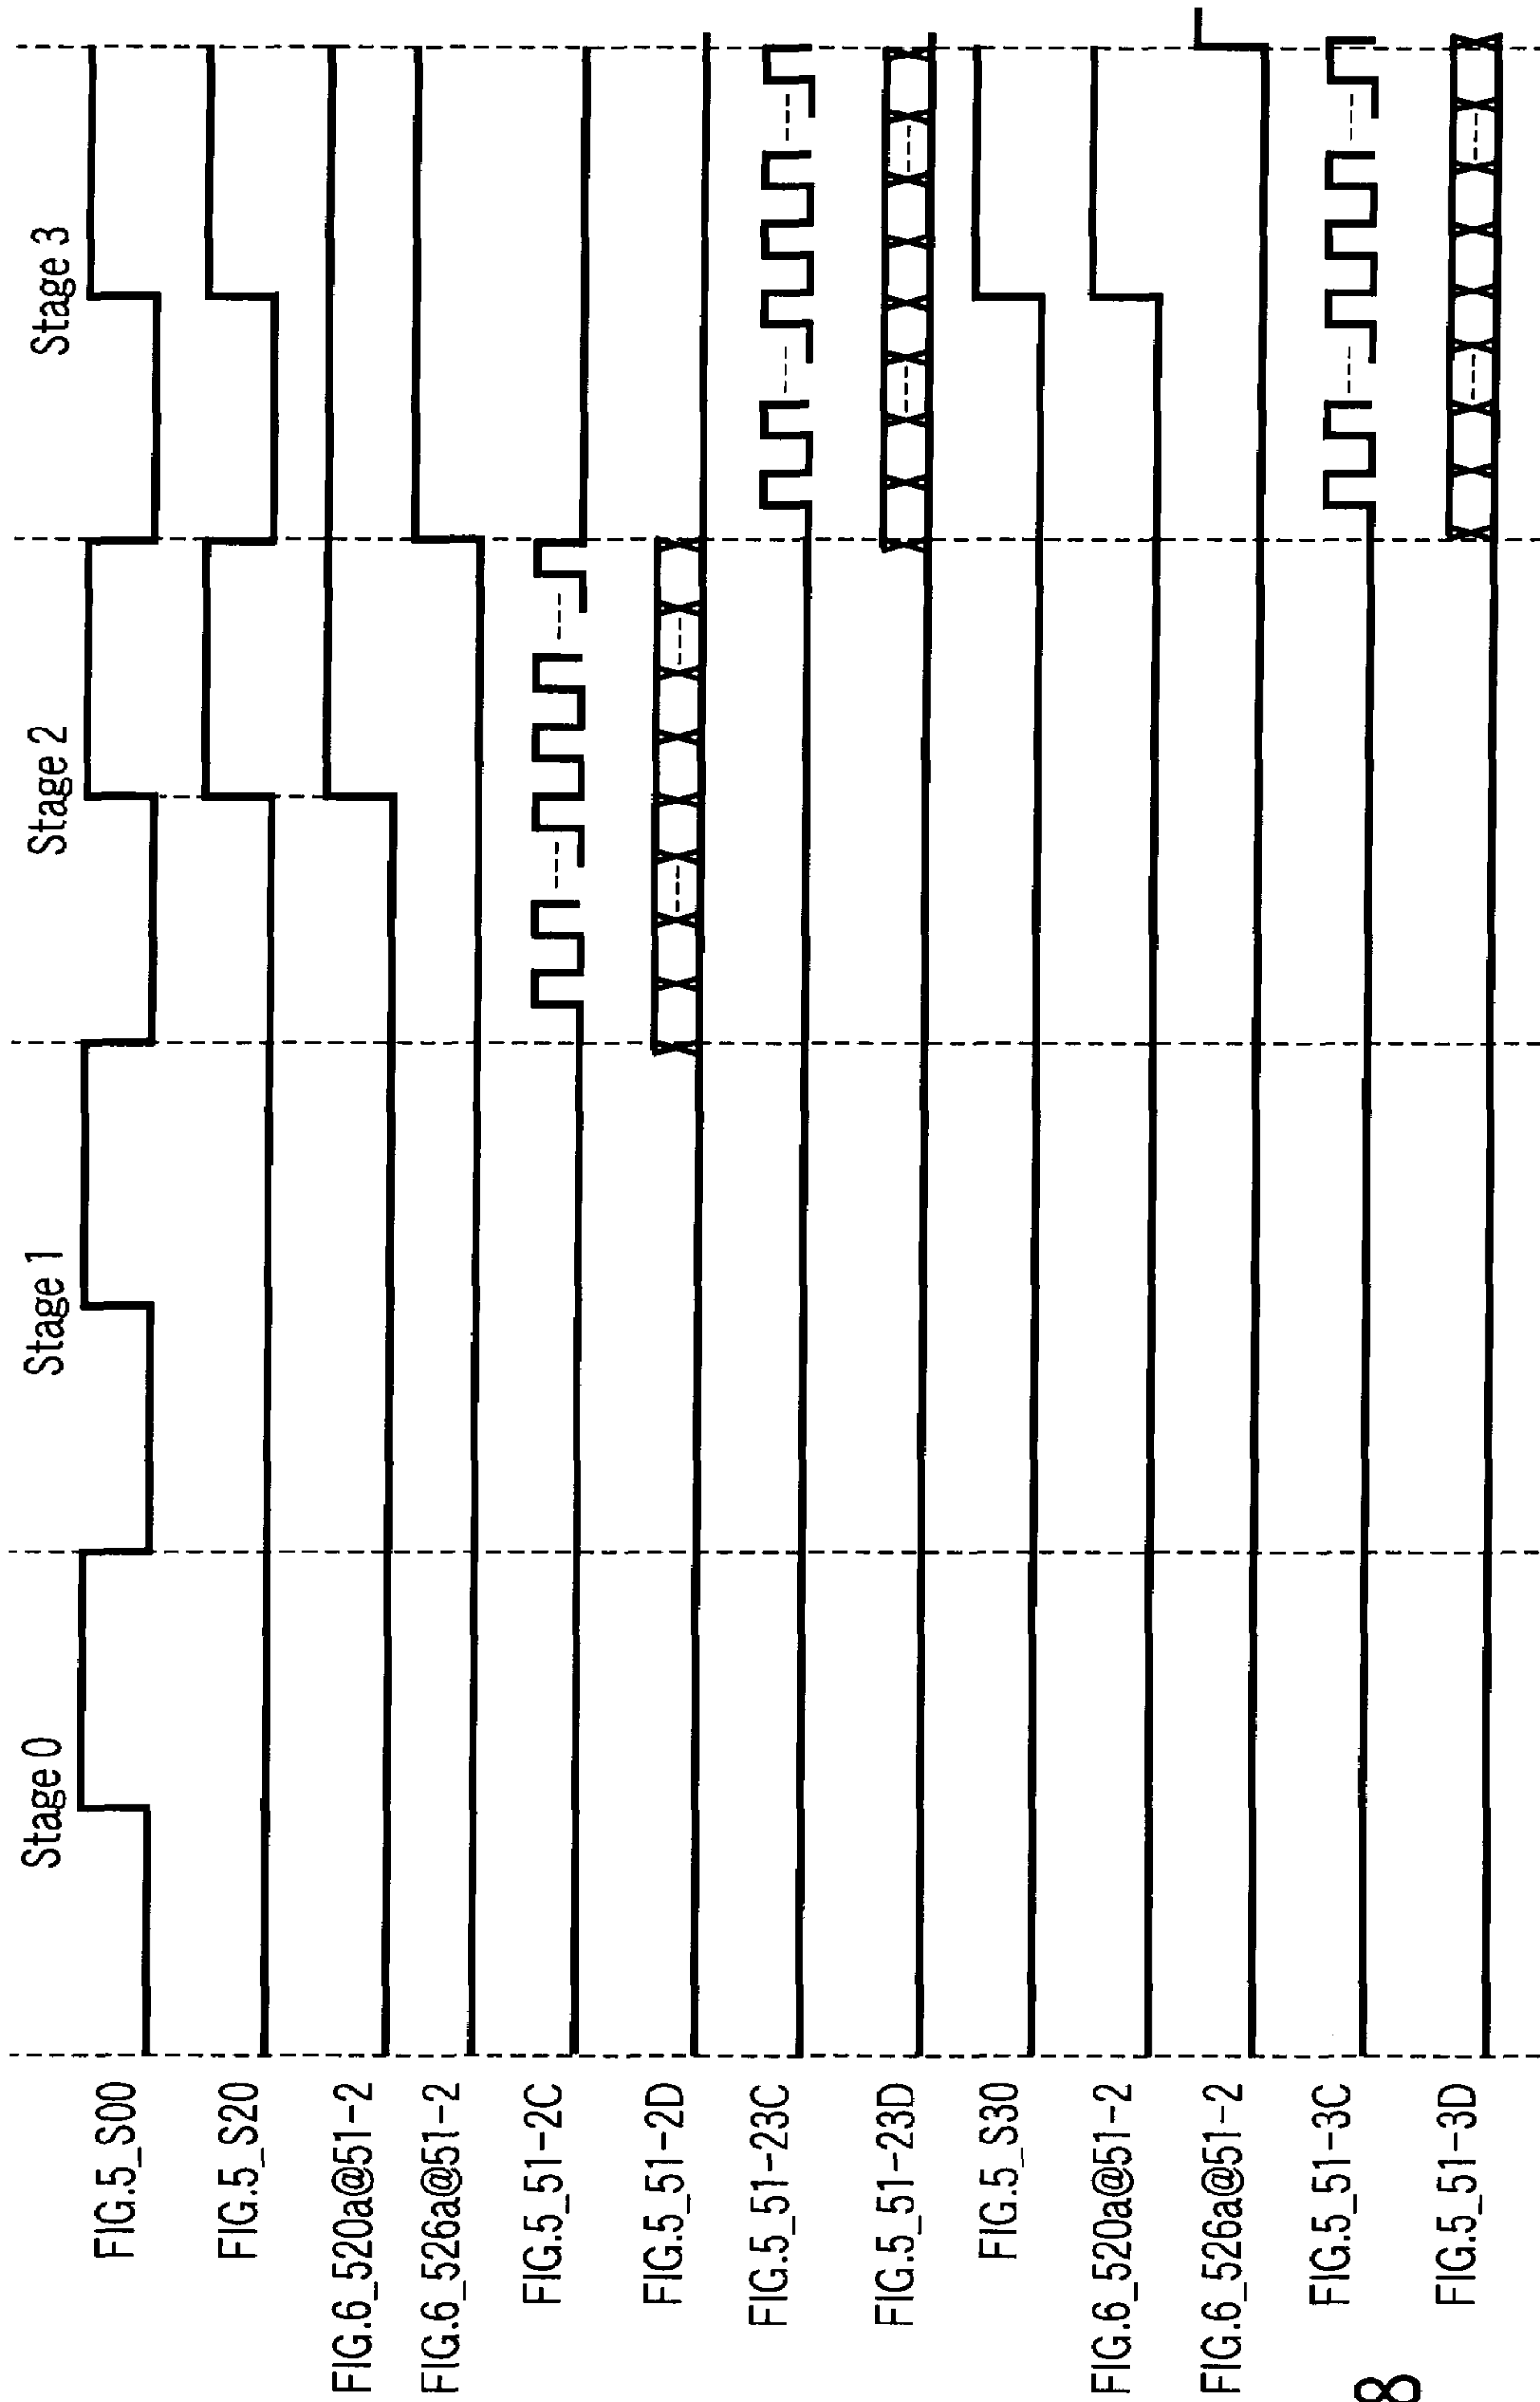 Stage 0
Stage 1
Stage 2
Stage 3
FIG.5_S00
FIG.5_S20
FIG.6_520a@51-2
FIG.6_526a@51-2
FIG.5_51-2C
FIG.5_51-2D
FIG.5_51-23C
FIG.5_51-23D
FIG.5_S30
FIG.6_520a@51-2
FIG.6_526a@51-2
FIG.5_51-3C
FIG.5_51-3D
8